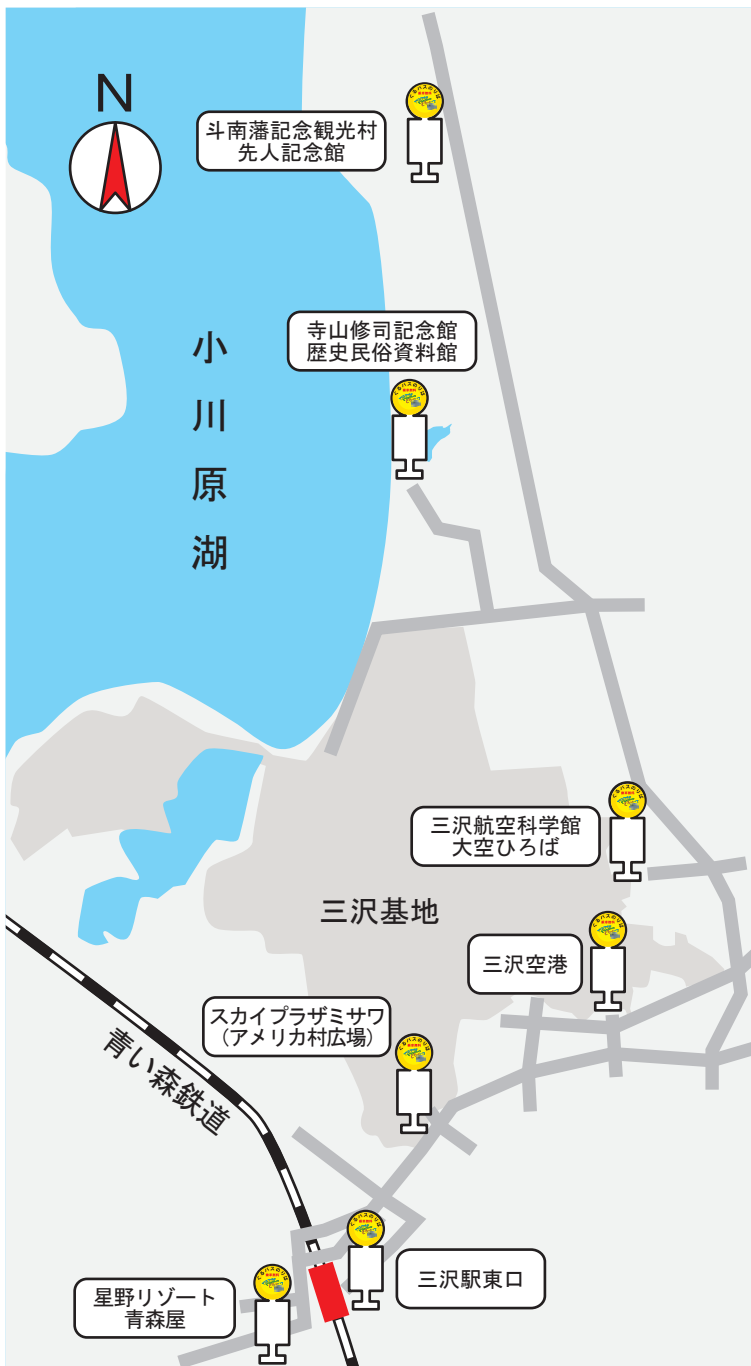 N
斗南藩記念観光村
先人記念館
寺山修司記念館
歴史民俗資料館
小川原湖
三沢航空科学館
大空ひろば
三沢基地
三沢空港
スカイプラザミサワ
(アメリカ村広場)
青い森鉄道
三沢駅東口
星野リゾート
青森屋